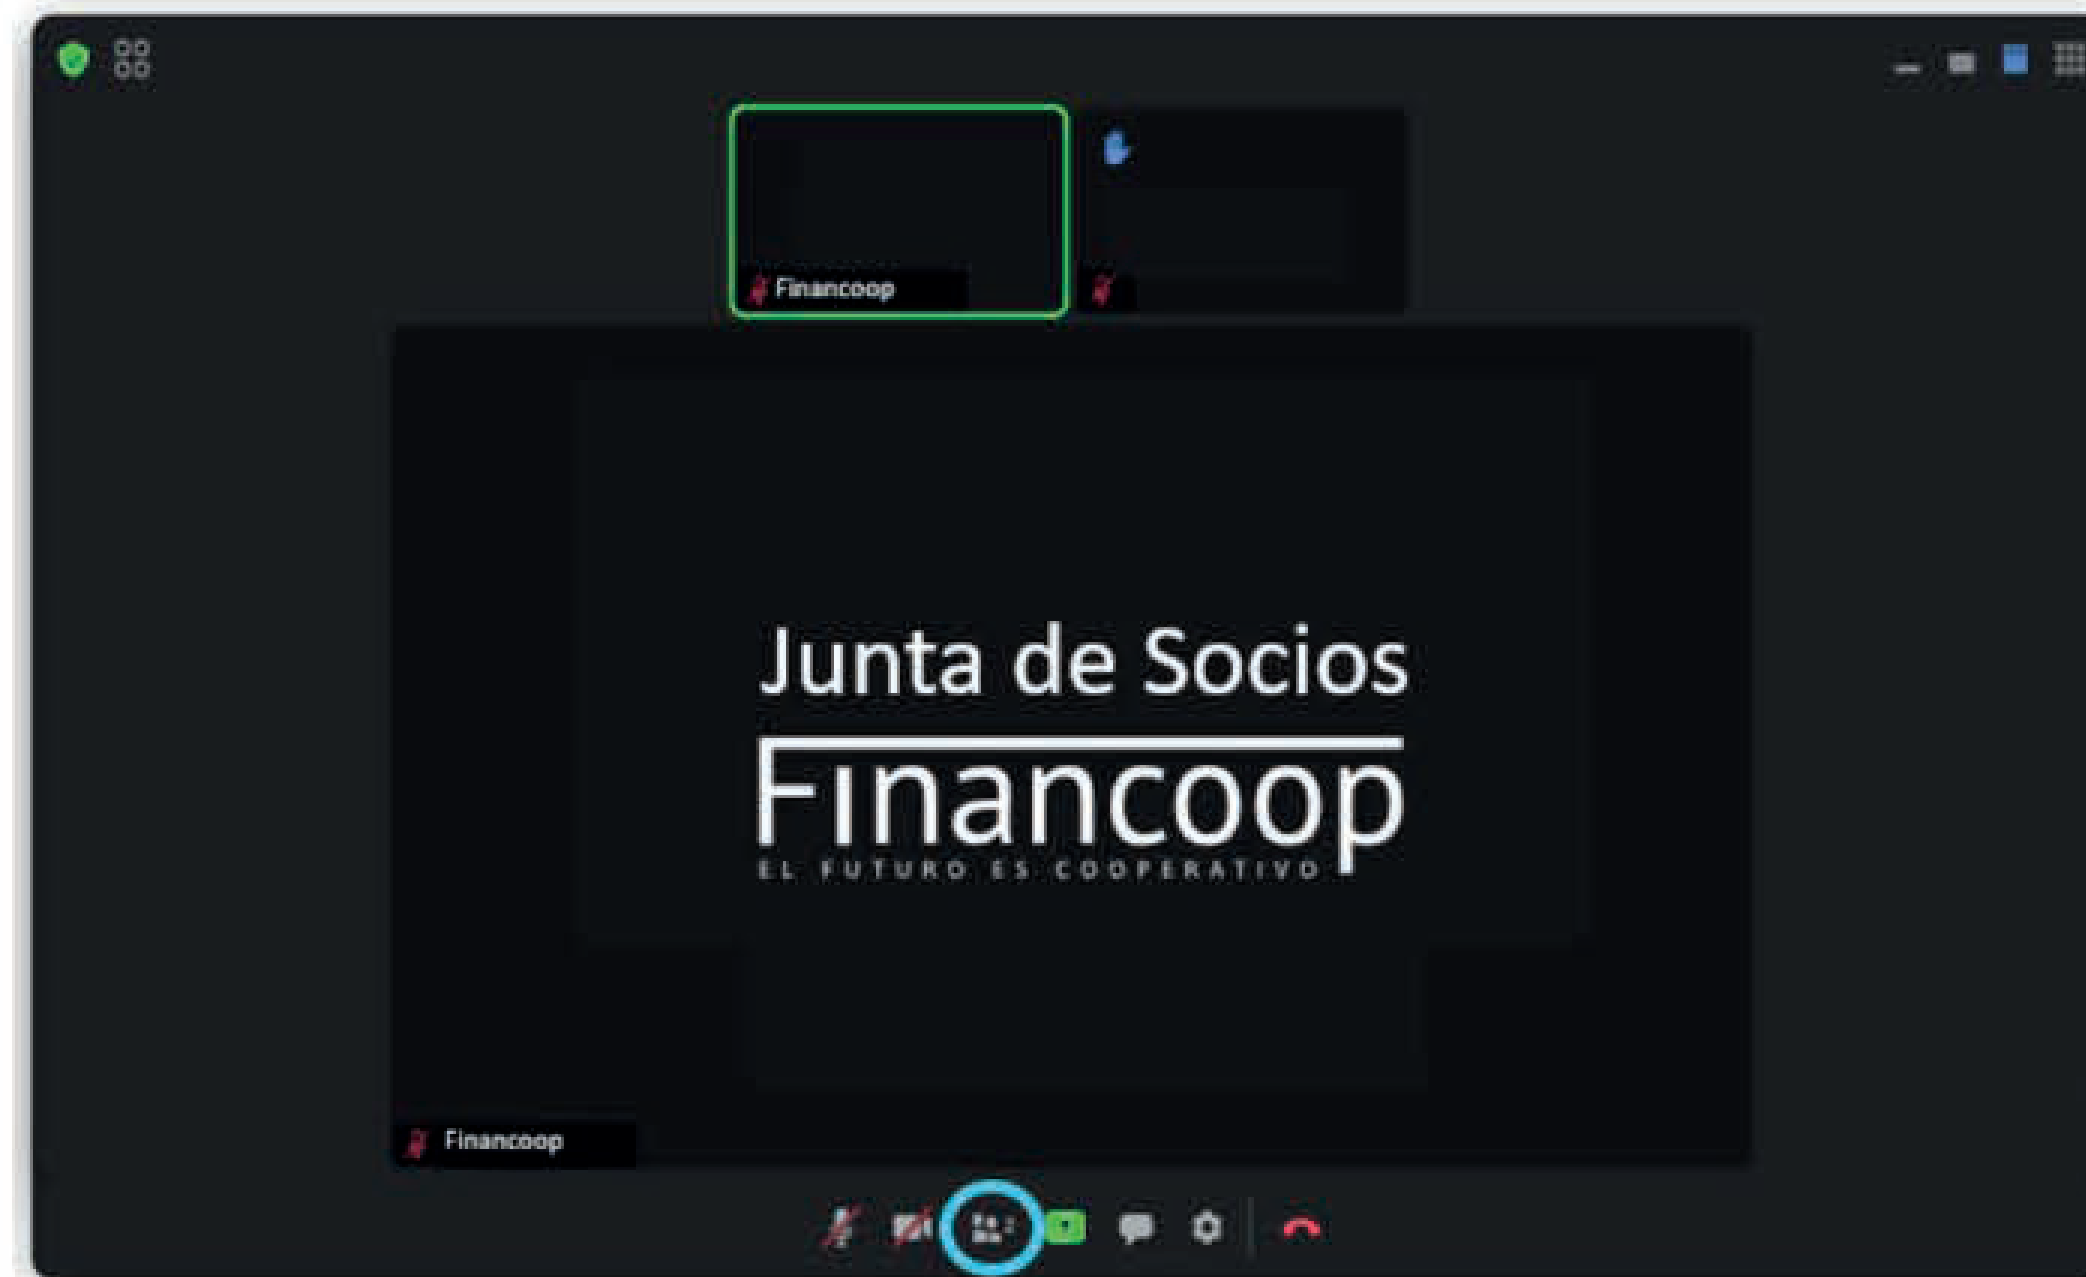 Financoop
Junta de Socios
Financoop
EL FUTURO ES COOPERATIVO
Financoop